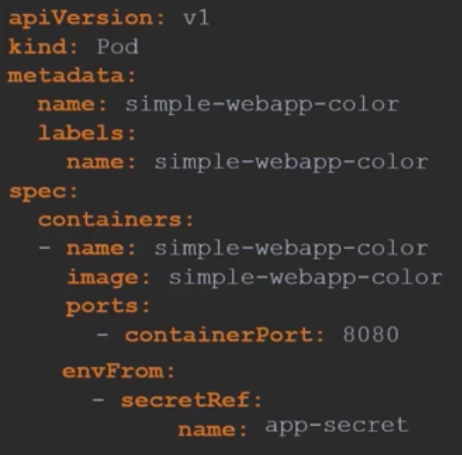 apiVersion: v1
kind: Pod
metadata:
  name: simple-webapp-color
  labels:
    name: simple-webapp-color
spec:
  containers:
  - name: simple-webapp-color
    image: simple-webapp-color
    ports:
      - containerPort: 8080
    envFrom:
      - secretRef:
            name: app-secret